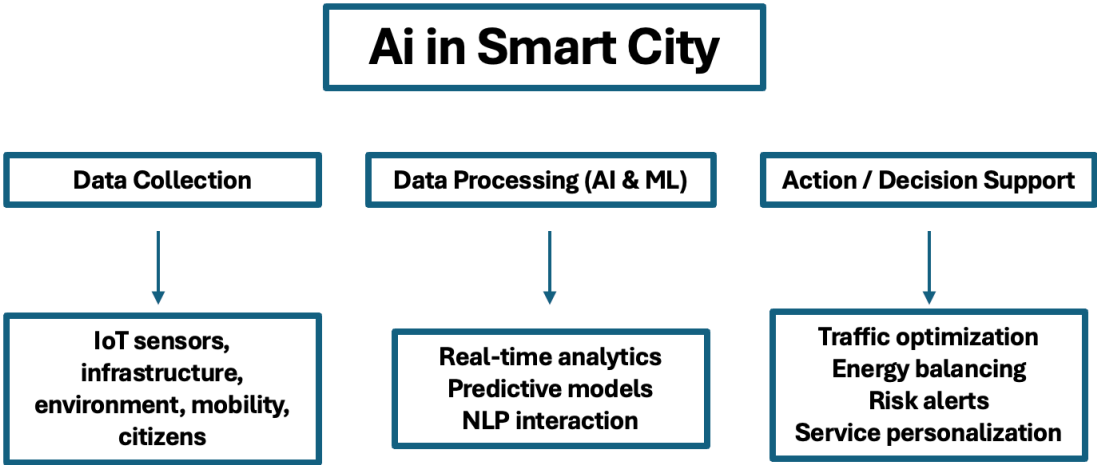 Ai in Smart City
Data Collection
Data Processing (AI & ML)
Action / Decision Support
IoT sensors,
infrastructure,
environment, mobility,
citizens
Real-time analytics
Predictive models
NLP interaction
Traffic optimization
Energy balancing
Risk alerts
Service personalization